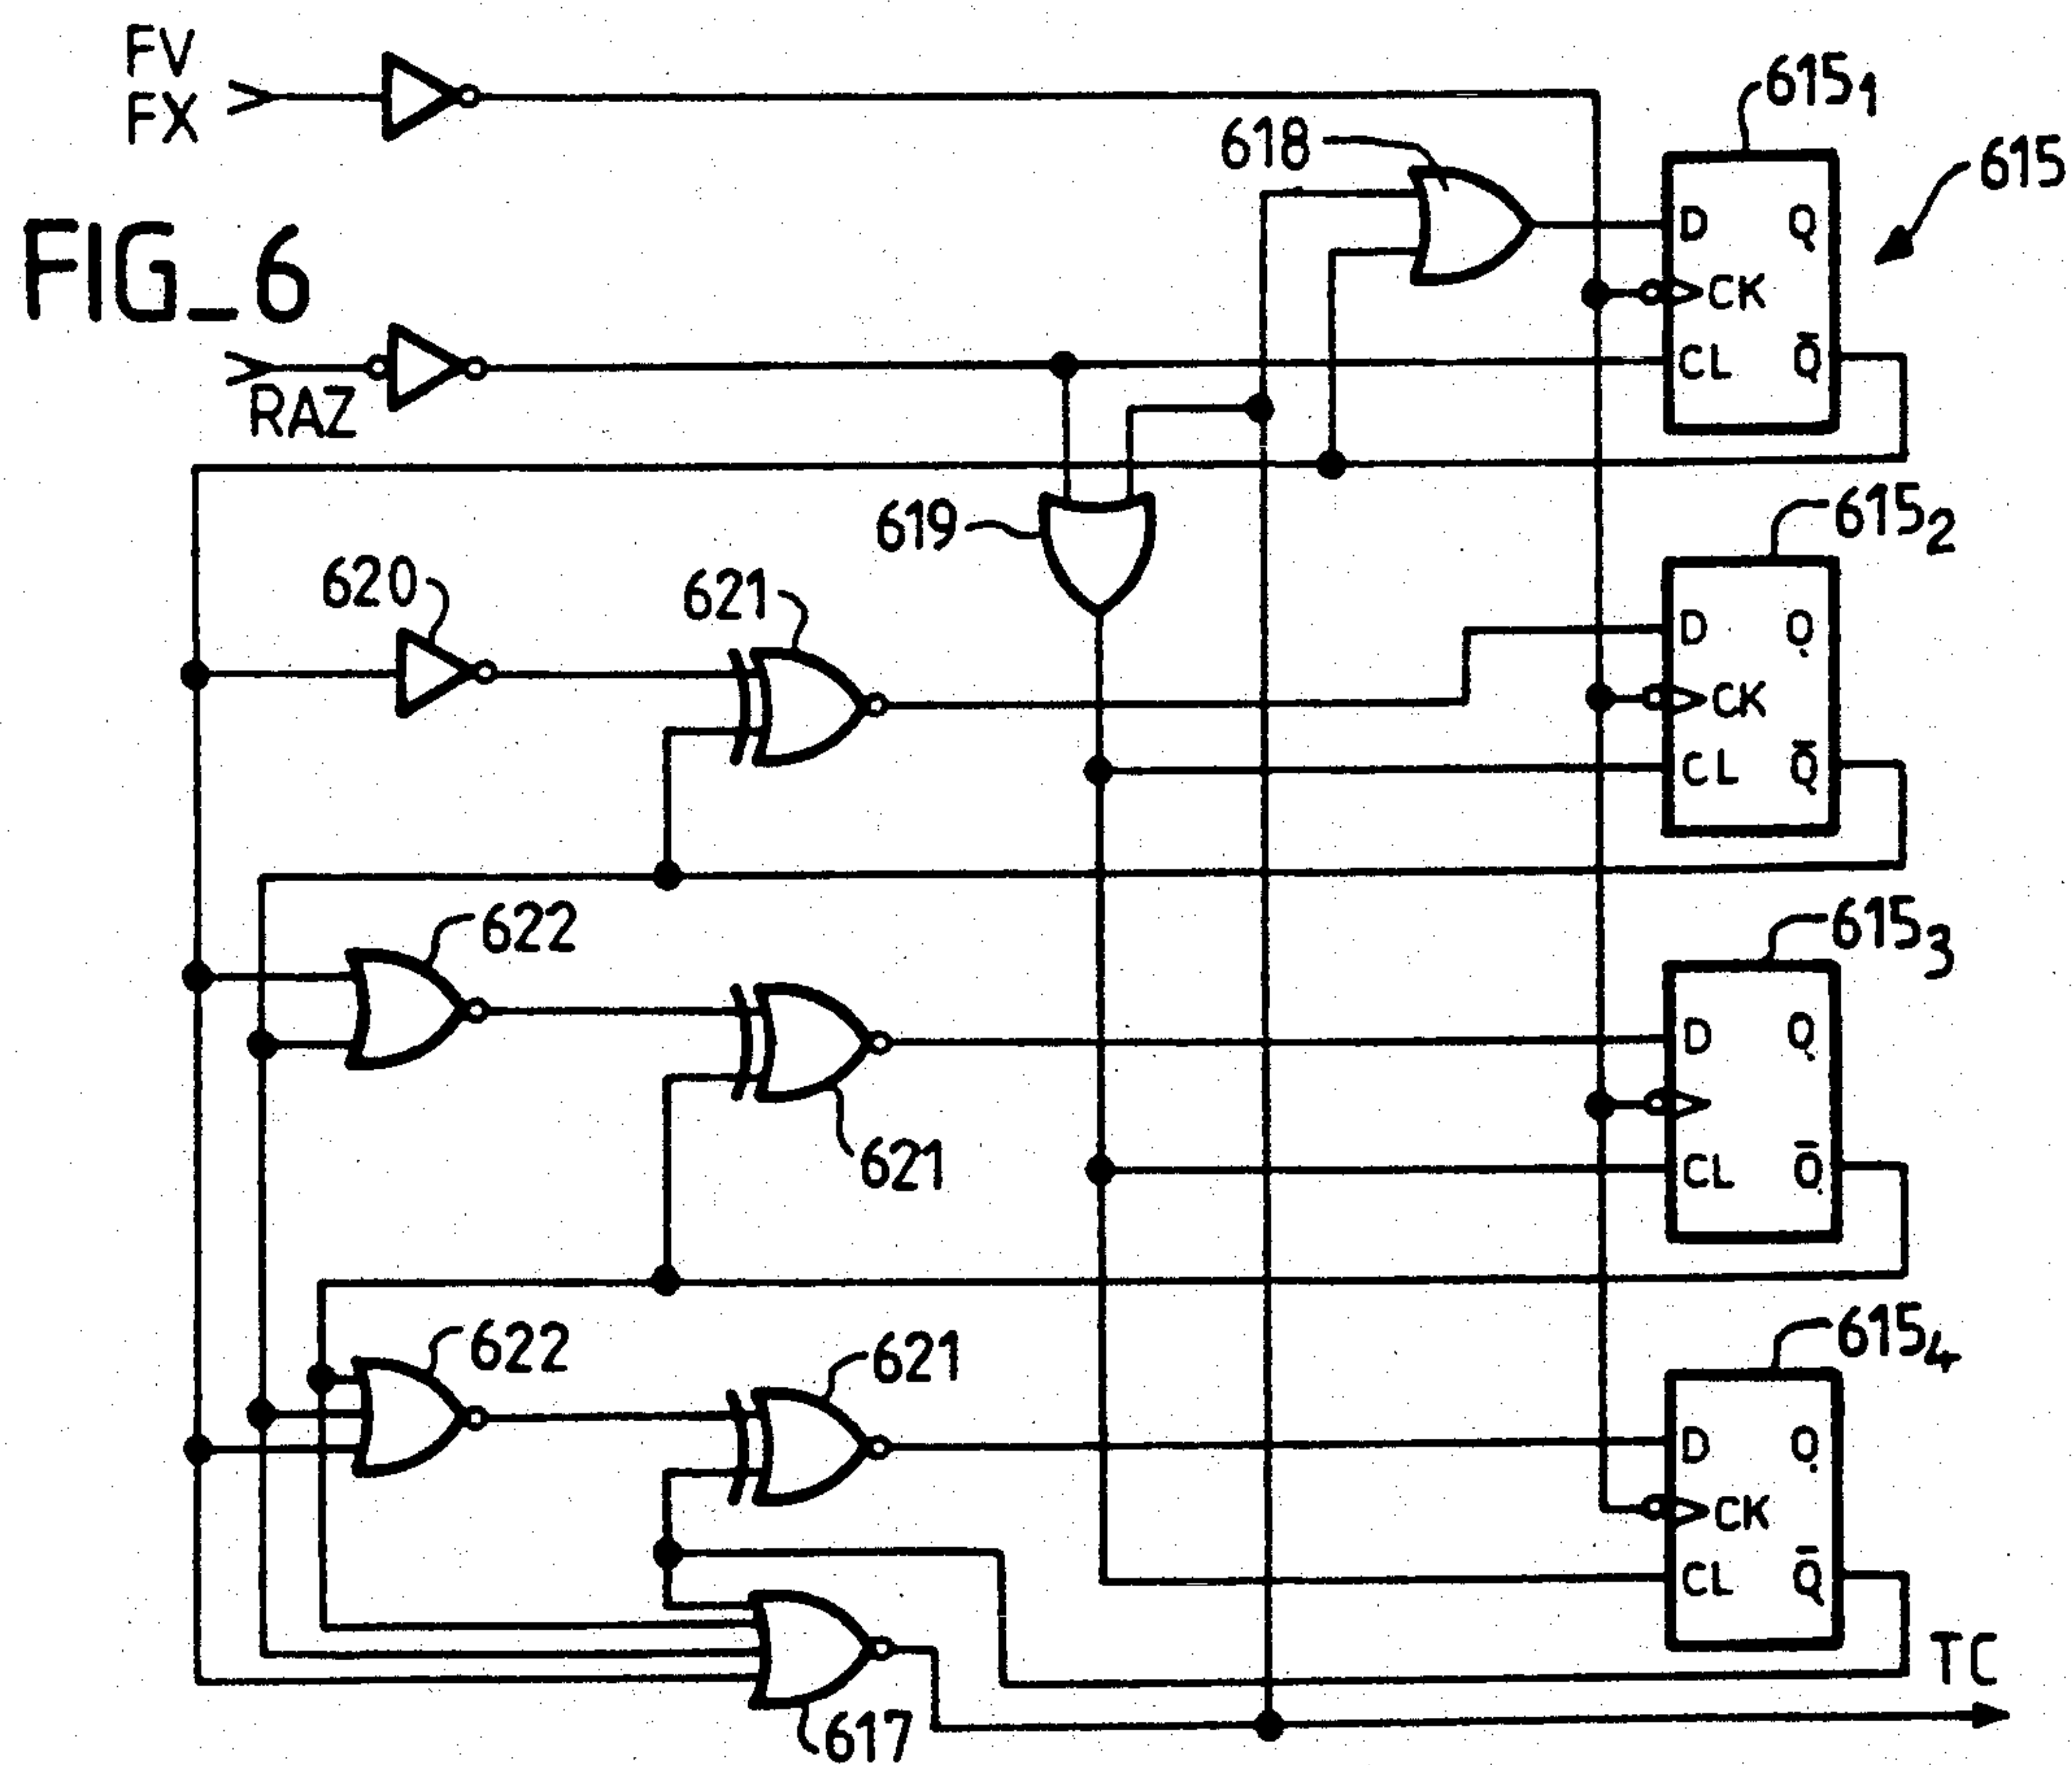 FV
FX
FIG_6
RAZ
618
615₁
615
D Q
CK
CL Q̄
619
615₂
620
621
D Q
CK
CL Q̄
622
615₃
621
D Q
CL Q̄
622
621
615₄
D Q
CK
CL Q̄
617
TC